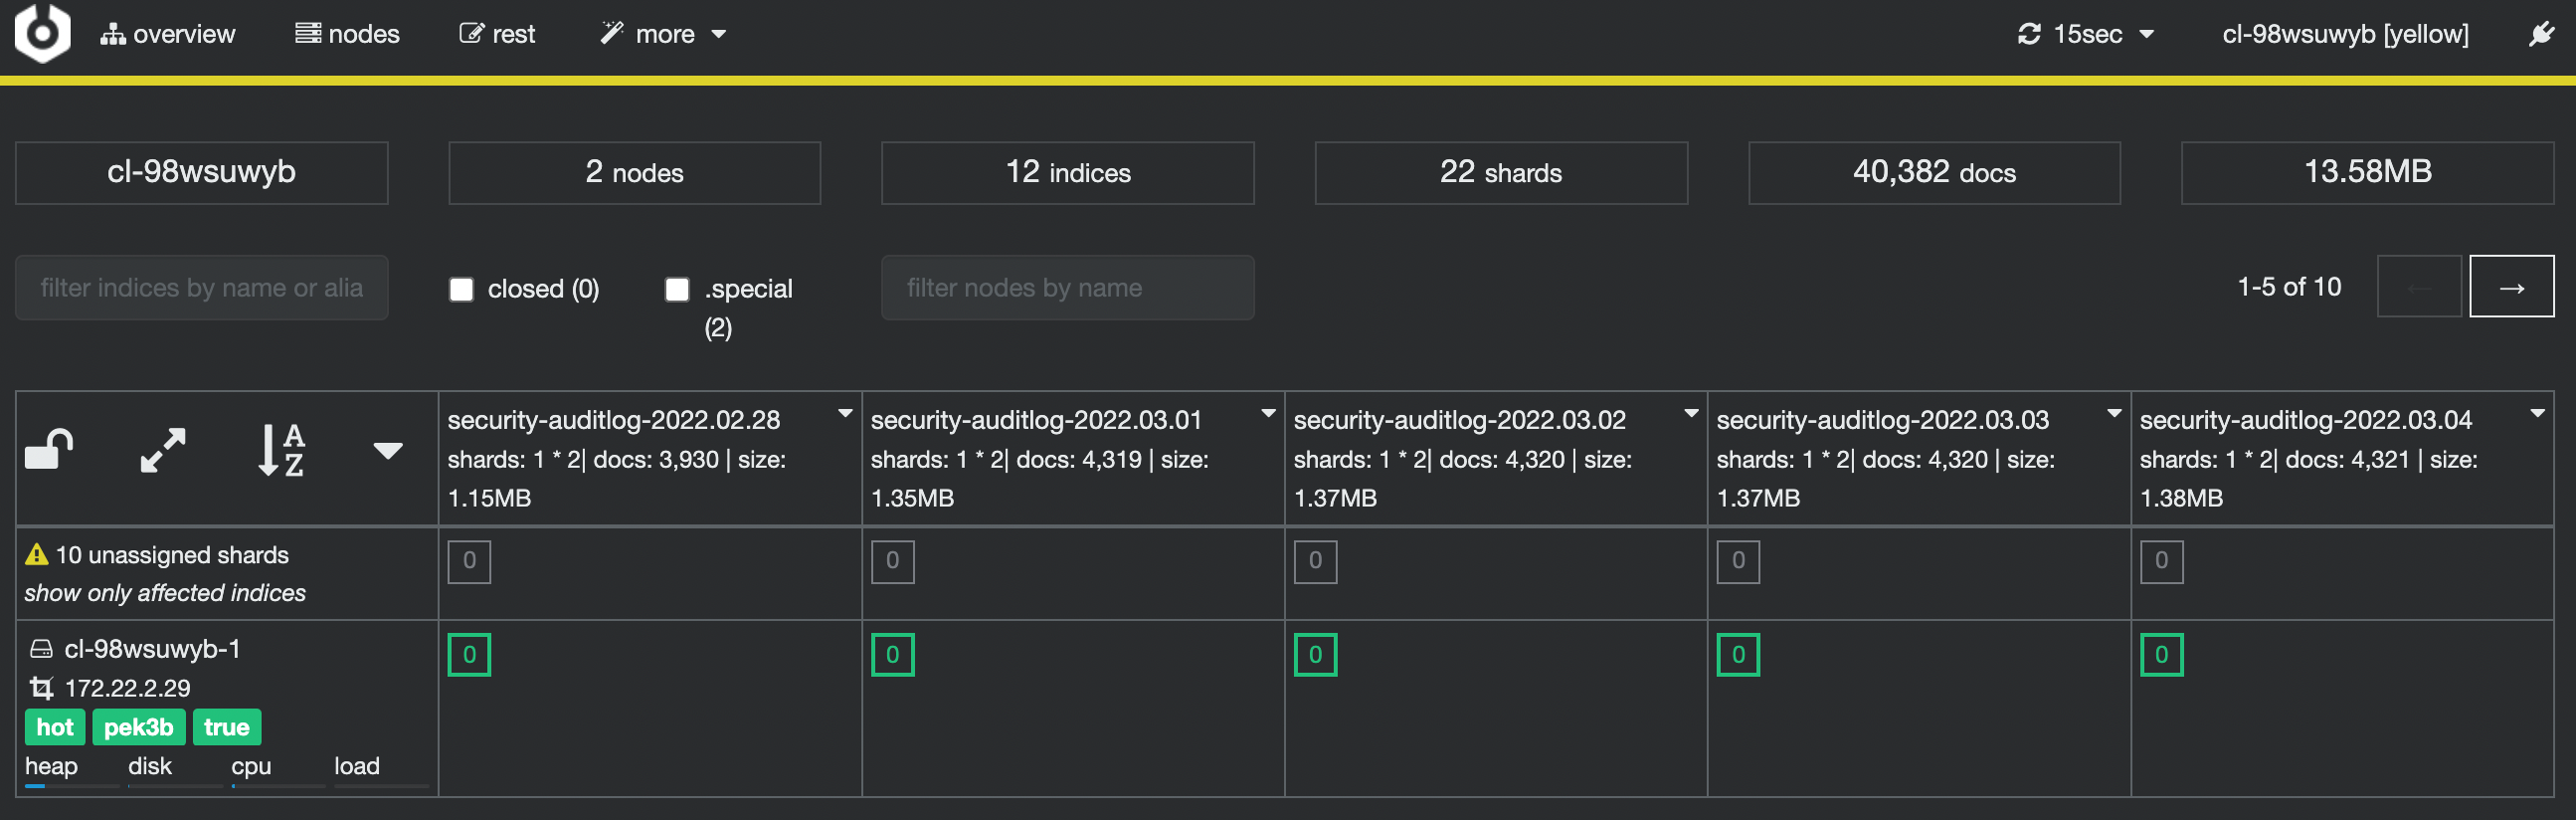 overview nodes rest more 15sec cl-98wsuwyb [yellow]
cl-98wsuwyb 2 nodes 12 indices 22 shards 40,382 docs 13.58MB
filter indices by name or alia closed (0) .special filter nodes by name 1-5 of 10 ← →
(2)
A
Z
security-auditlog-2022.02.28
shards: 1 * 2| docs: 3,930 | size:
1.15MB
security-auditlog-2022.03.01
shards: 1 * 2| docs: 4,319 | size:
1.35MB
security-auditlog-2022.03.02
shards: 1 * 2| docs: 4,320 | size:
1.37MB
security-auditlog-2022.03.03
shards: 1 * 2| docs: 4,320 | size:
1.37MB
security-auditlog-2022.03.04
shards: 1 * 2| docs: 4,321 | size:
1.38MB
10 unassigned shards
show only affected indices
0 0 0 0 0
cl-98wsuwyb-1
172.22.2.29
hot pek3b true
heap disk cpu load
0 0 0 0 0